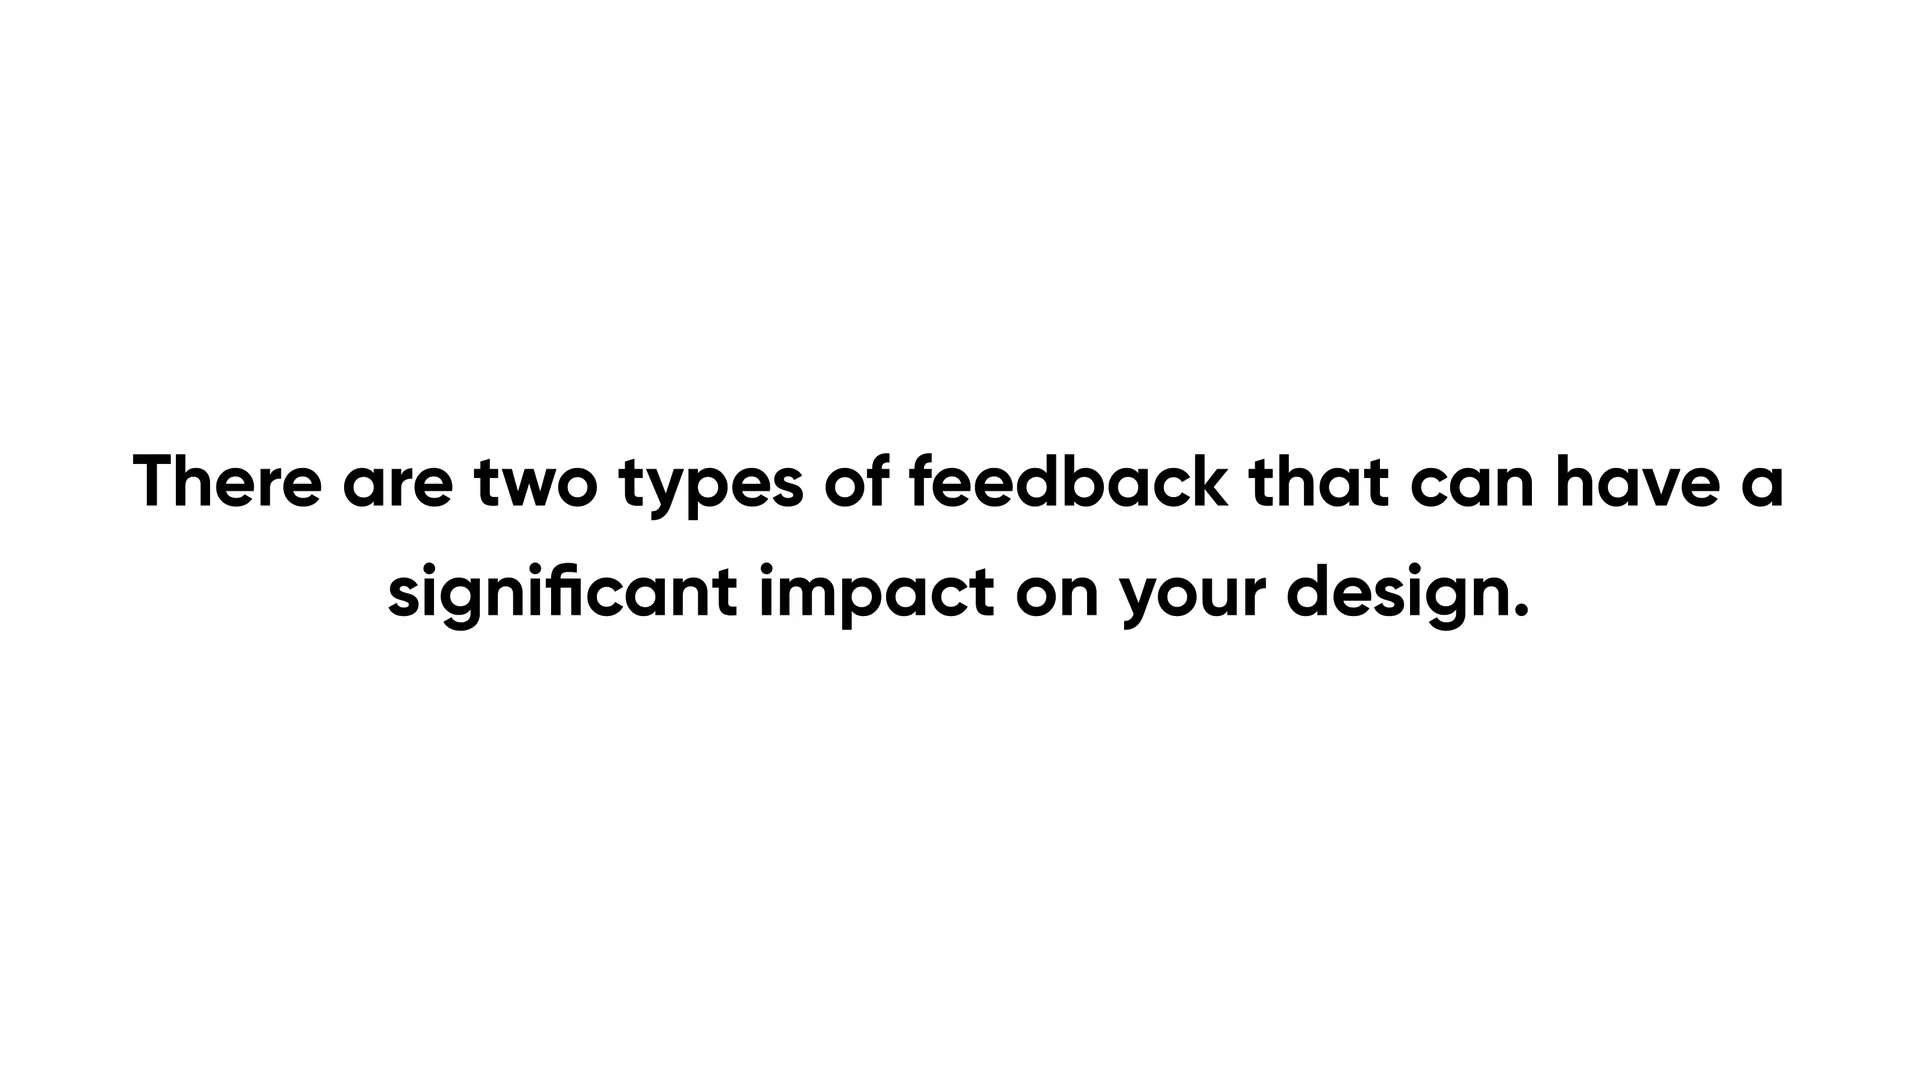 There are two types of feedback that can have a
significant impact on your design.